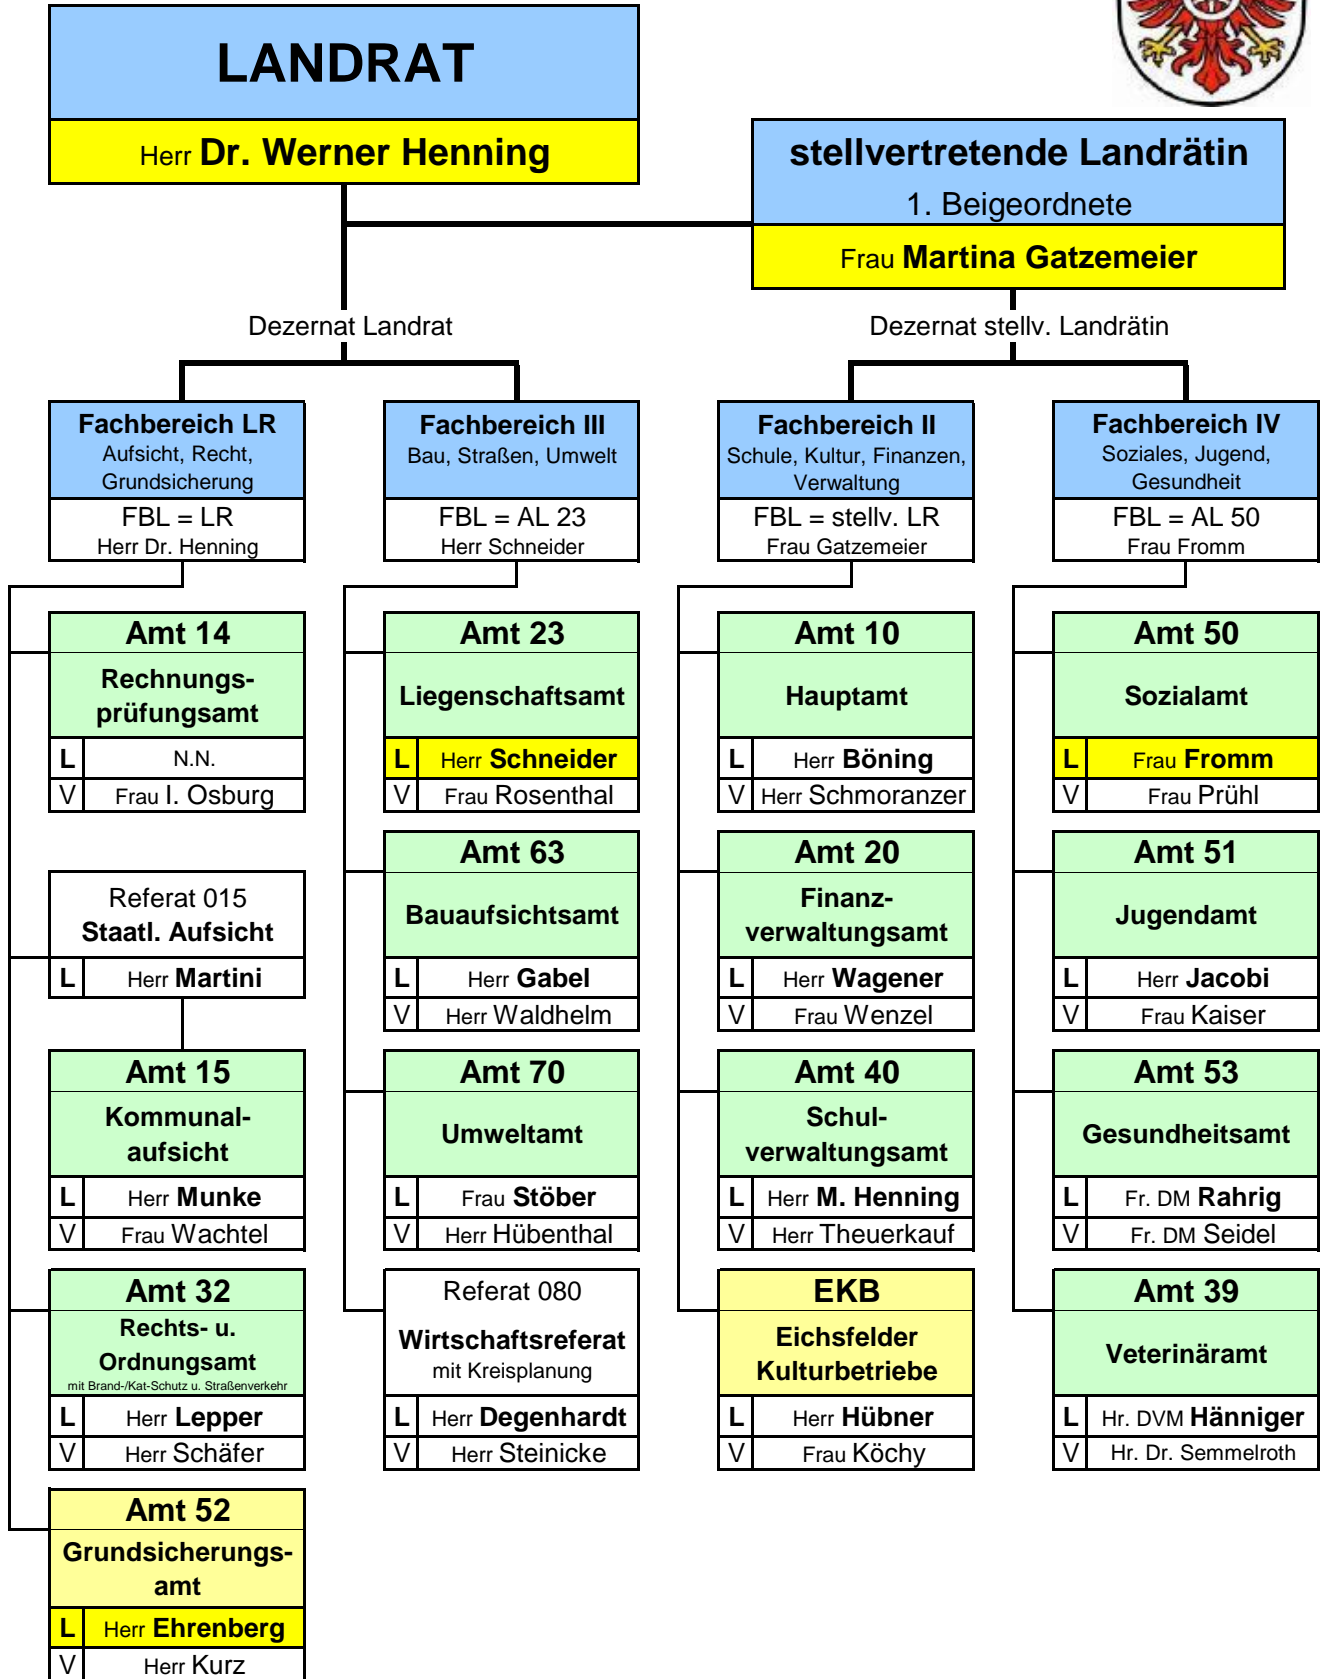 LANDRAT
Herr Dr. Werner Henning
stellvertretende Landrätin
1. Beigeordnete
Frau Martina Gatzemeier
Dezernat Landrat
Dezernat stellv. Landrätin
Fachbereich LR
Aufsicht, Recht,
Grundsicherung
FBL = LR
Herr Dr. Henning
Fachbereich III
Bau, Straßen, Umwelt
FBL = AL 23
Herr Schneider
Fachbereich II
Schule, Kultur, Finanzen,
Verwaltung
FBL = stellv. LR
Frau Gatzemeier
Fachbereich IV
Soziales, Jugend,
Gesundheit
FBL = AL 50
Frau Fromm
Amt 14
Rechnungs-
prüfungsamt
L N.N.
V Frau I. Osburg
Referat 015
Staatl. Aufsicht
L Herr Martini
Amt 15
Kommunal-
aufsicht
L Herr Munke
V Frau Wachtel
Amt 32
Rechts- u.
Ordnungsamt
mit Brand-/Kat-Schutz u. Straßenverkehr
L Herr Lepper
V Herr Schäfer
Amt 52
Grundsicherungs-
amt
L Herr Ehrenberg
V Herr Kurz
Amt 23
Liegenschaftsamt
L Herr Schneider
V Frau Rosenthal
Amt 63
Bauaufsichtsamt
L Herr Gabel
V Herr Waldhelm
Amt 70
Umweltamt
L Frau Stöber
V Herr Hübenthal
Referat 080
Wirtschaftsreferat
mit Kreisplanung
L Herr Degenhardt
V Herr Steinicke
Amt 10
Hauptamt
L Herr Böning
V Herr Schmoranzer
Amt 20
Finanz-
verwaltungsamt
L Herr Wagener
V Frau Wenzel
Amt 40
Schul-
verwaltungsamt
L Herr M. Henning
V Herr Theuerkauf
EKB
Eichsfelder
Kulturbetriebe
L Herr Hübner
V Frau Köchy
Amt 50
Sozialamt
L Frau Fromm
V Frau Prühl
Amt 51
Jugendamt
L Herr Jacobi
V Frau Kaiser
Amt 53
Gesundheitsamt
L Fr. DM Rahrig
V Fr. DM Seidel
Amt 39
Veterinäramt
L Hr. DVM Hänniger
V Hr. Dr. Semmelroth